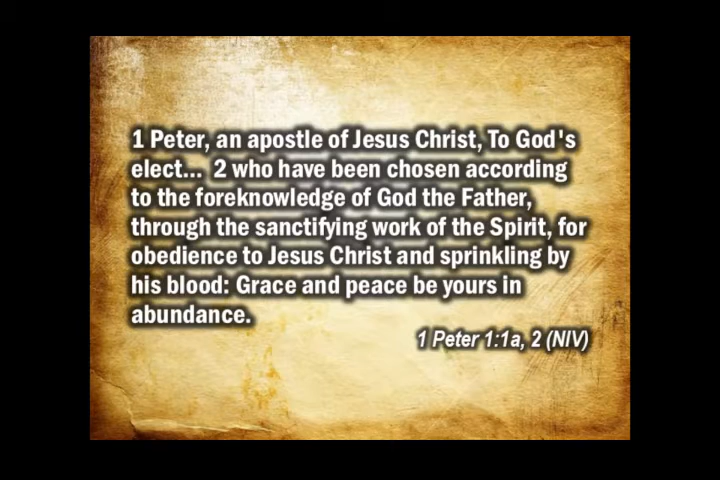 1 Peter, an apostle of Jesus Christ, To God's
elect... 2 who have been chosen according
to the foreknowledge of God the Father,
through the sanctifying work of the Spirit, for
obedience to Jesus Christ and sprinkling by
his blood: Grace and peace be yours in
abundance.
1 Peter 1:1a, 2 (NIV)